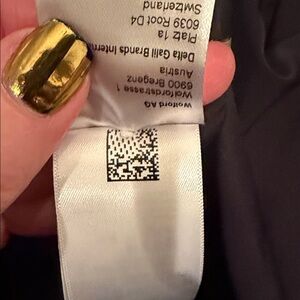 Wolford AG
Wolfordstrasse 1
6900 Bregenz
Austria
Delta Galil Brands
Platz 1a
6039 Root D4
Switzerland